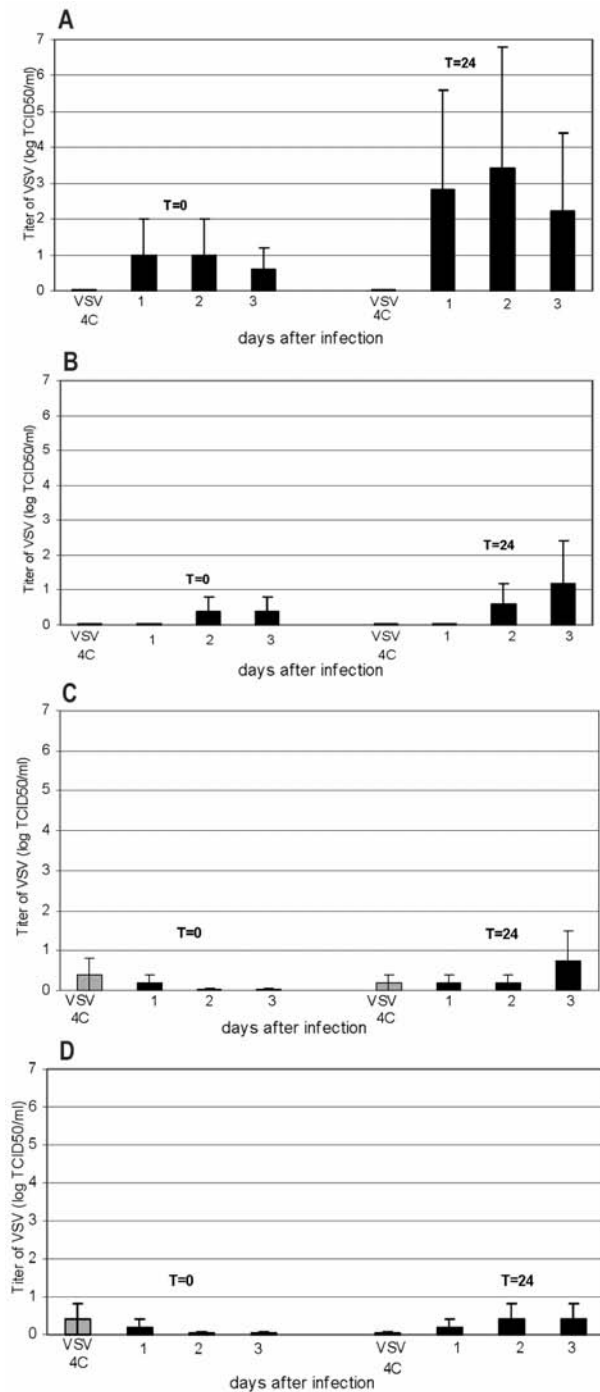 A
Titer of VSV (log TCID50/ml)
7
6
5
4
3
2
1
0
T=0
T=24
VSV 4C 1 2 3 VSV 4C 1 2 3
days after infection
B
Titer of VSV (log TCID50/ml)
7
6
5
4
3
2
1
0
T=0
T=24
VSV 4C 1 2 3 VSV 4C 1 2 3
days after infection
C
Titer of VSV (log TCID50/ml)
7
6
5
4
3
2
1
0
T=0 T=24
VSV 4C 1 2 3 VSV 4C 1 2 3
days after infection
D
Titer of VSV (log TCID50/ml)
7
6
5
4
3
2
1
0
T=0 T=24
VSV 4C 1 2 3 VSV 4C 1 2 3
days after infection